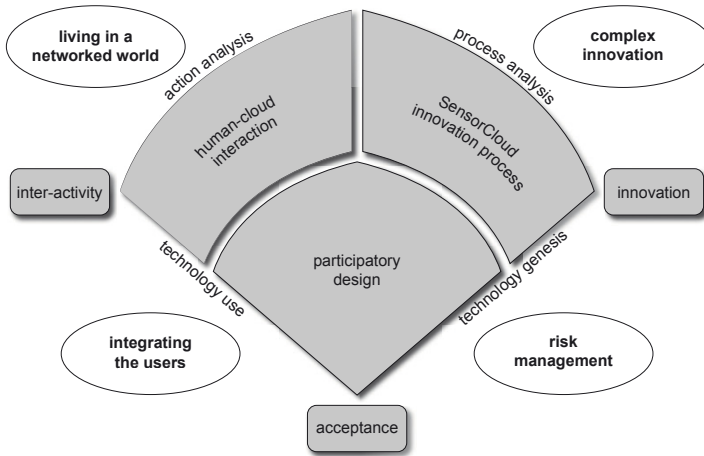 living in a
networked world
action analysis
process analysis
complex
innovation
human-cloud
interaction
SensorCloud
innovation process
inter-activity
innovation
participatory
design
technology use
technology genesis
integrating
the users
risk
management
acceptance